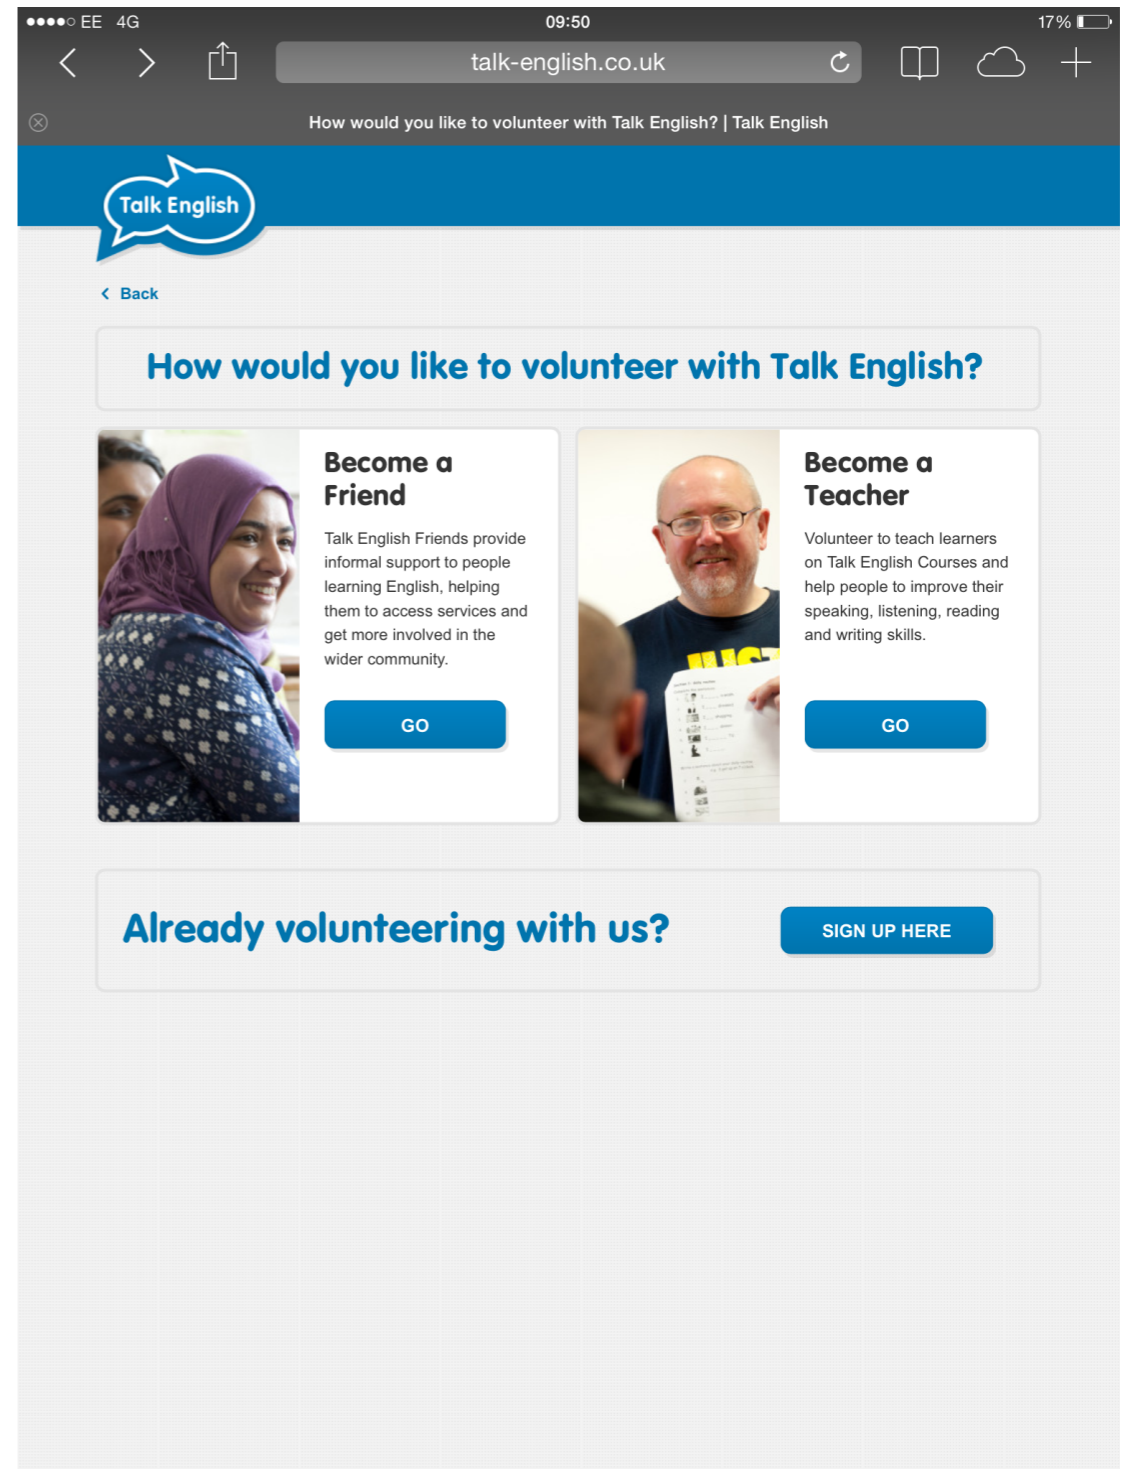 EE 4G 09:50 17%
talk-english.co.uk
How would you like to volunteer with Talk English? | Talk English
Talk English
Back
How would you like to volunteer with Talk English?
Become a
Friend
Talk English Friends provide
informal support to people
learning English, helping
them to access services and
get more involved in the
wider community.
GO
Become a
Teacher
Volunteer to teach learners
on Talk English Courses and
help people to improve their
speaking, listening, reading
and writing skills.
GO
Already volunteering with us?
SIGN UP HERE